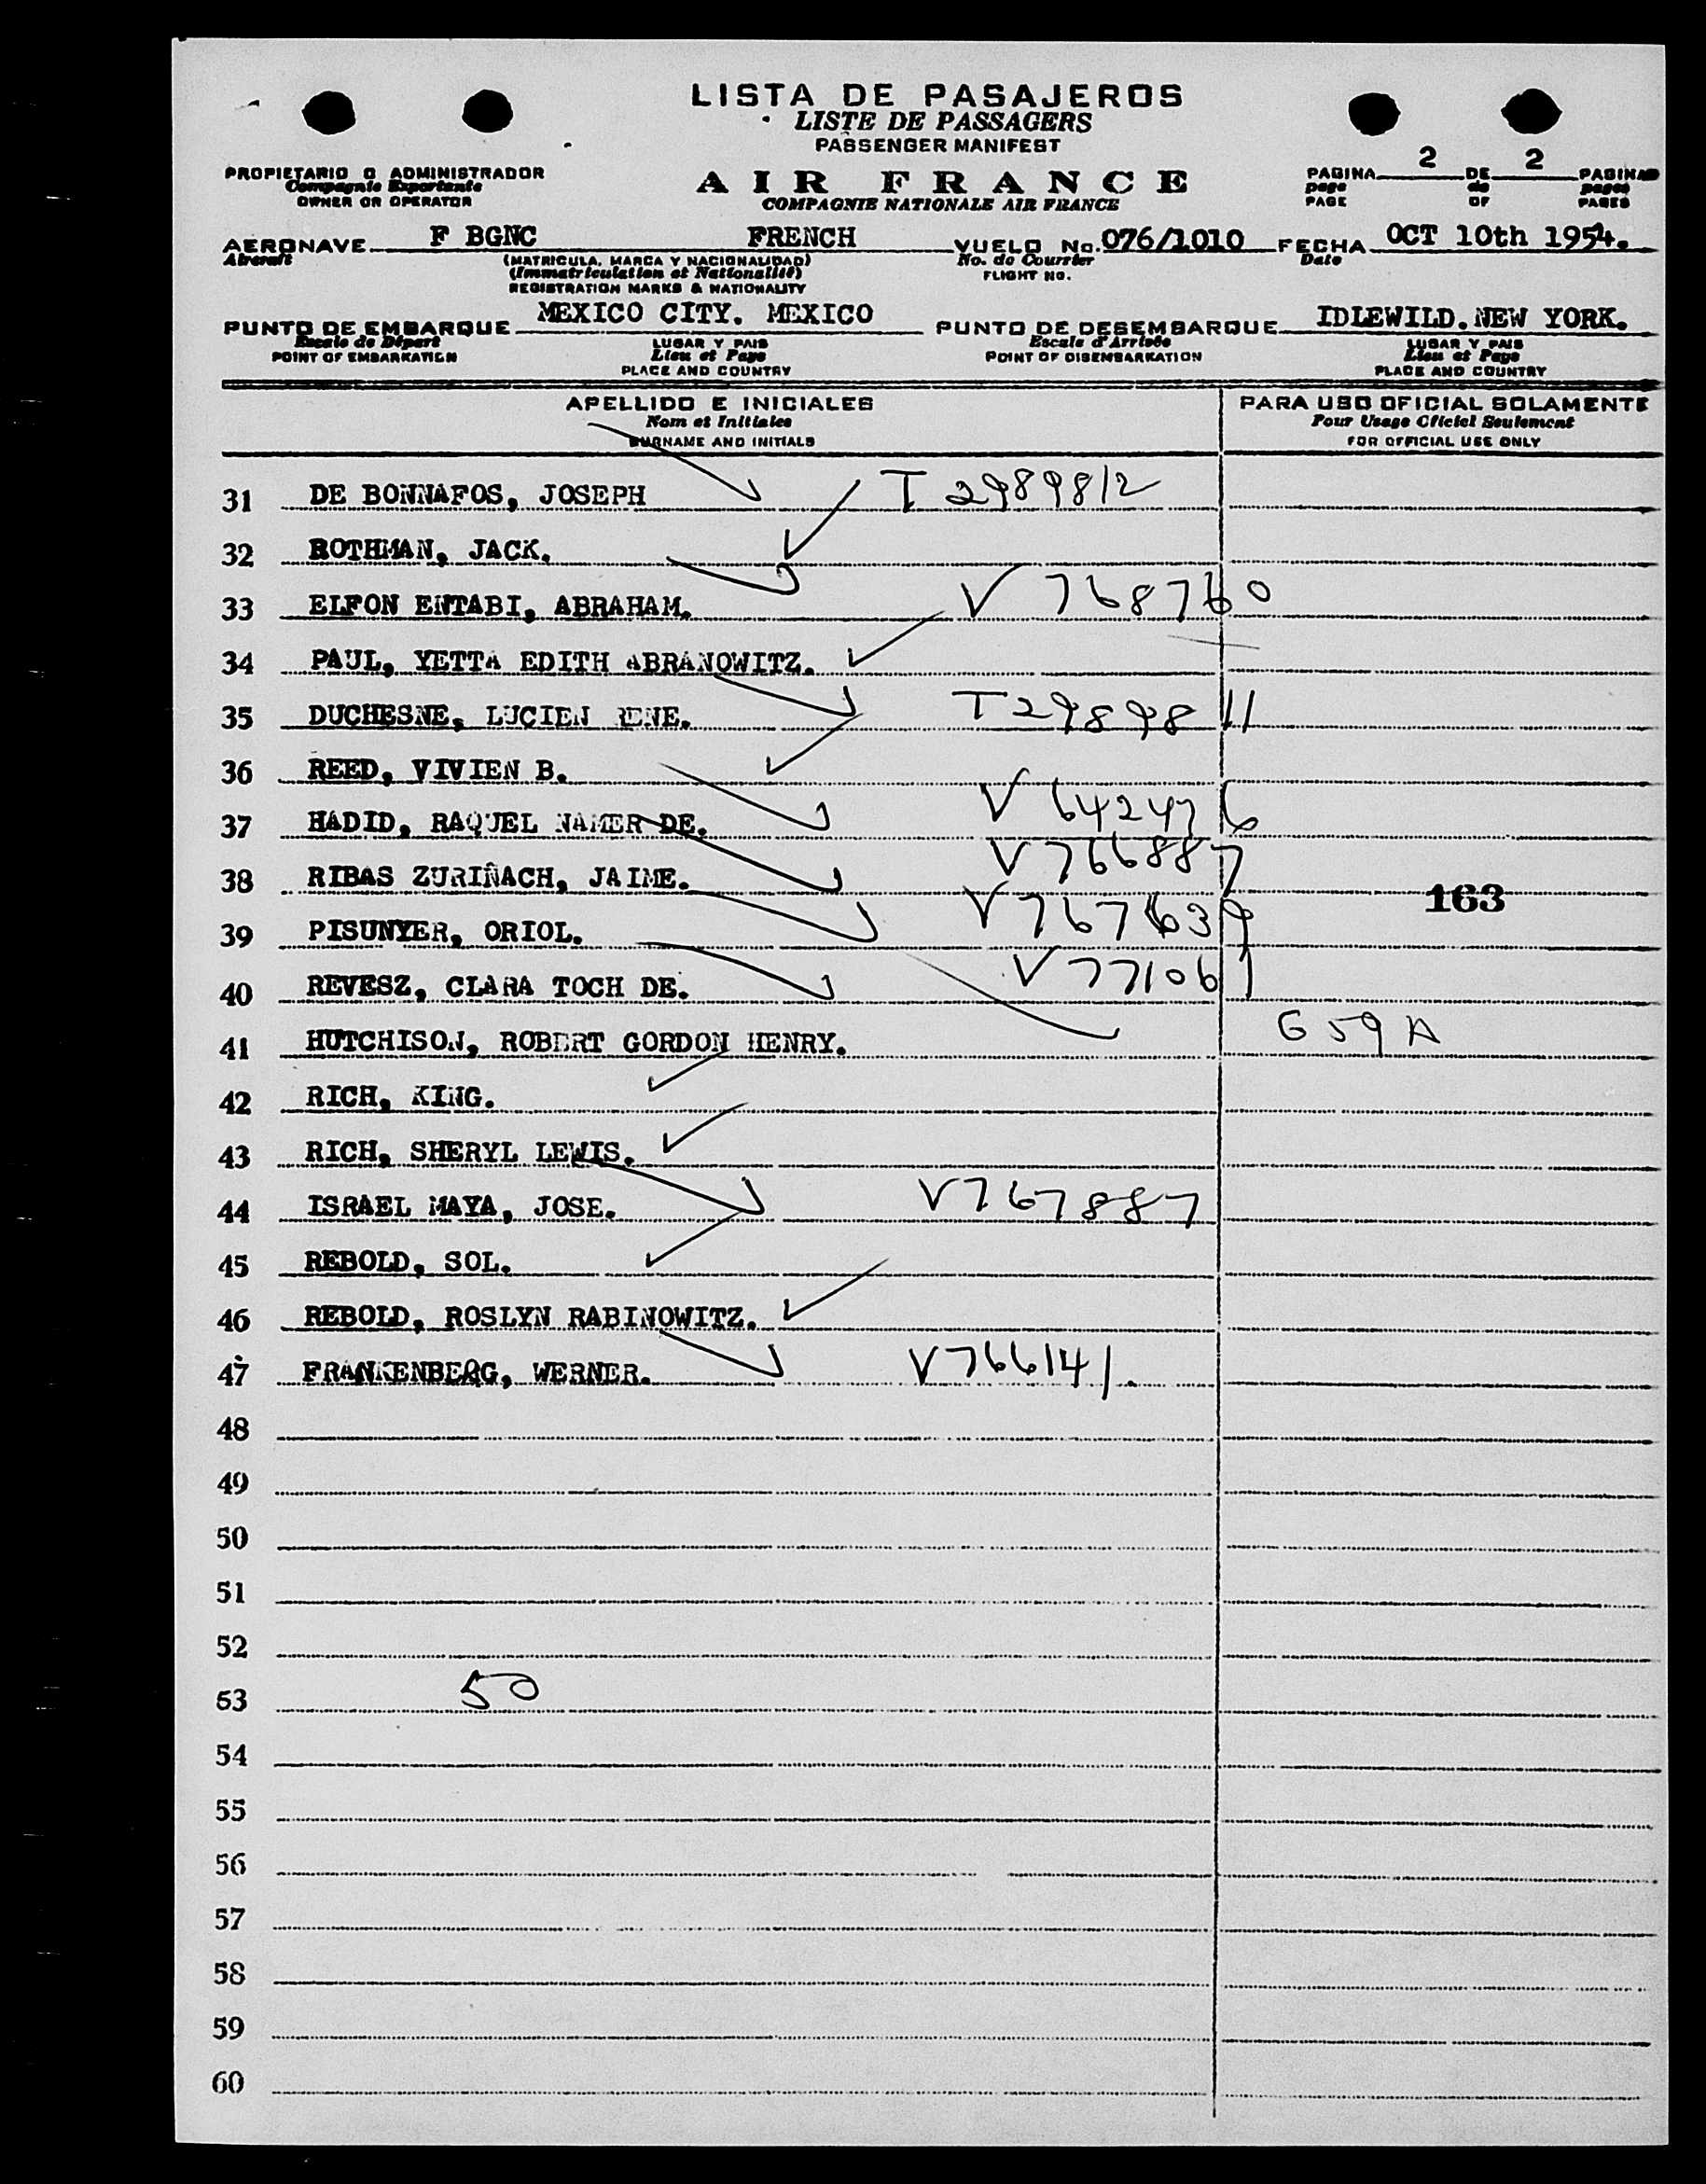 LISTA DE PASAJEROS
LISTE DE PASSAGERS
PASSENGER MANIFEST
PROPIETARIO O ADMINISTRADOR
Compagnie Exportante
OWNER OR OPERATOR
AIR FRANCE
COMPAGNIE NATIONALE AIR FRANCE
PAGINA 2 DE 2 PAGINAS
page de pages
PAGE OF PAGES
AERONAVE F BGNC FRENCH VUELO No. 076/1010 FECHA OCT 10th 1954.
Aircraft (MATRICULA, MARCA Y NACIONALIDAD) No. de Courrier Date
(Immatriculation et Nationalité) FLIGHT NO.
REGISTRATION MARKS & NATIONALITY
PUNTO DE EMBARQUE MEXICO CITY. MEXICO PUNTO DE DESEMBARQUE IDLEWILD. NEW YORK.
Escale de Départ LUGAR Y PAIS Escale d'Arrivée LUGAR Y PAIS
POINT OF EMBARKATION Lieu et Pays POINT OF DISEMBARKATION Lieu et Pays
PLACE AND COUNTRY PLACE AND COUNTRY
APELLIDO E INICIALES PARA USO OFICIAL SOLAMENTE
Nom et Initiales Pour Usage Officiel Seulement
SURNAME AND INITIALS FOR OFFICIAL USE ONLY
31 DE BONNAFOS, JOSEPH T 2989812
32 ROTHMAN, JACK.
33 ELFON ENTABI, ABRAHAM. V 768760
34 PAUL, YETTA EDITH ABRANOWITZ.
35 DUCHESNE, LUCIEN RENE. T2989811
36 REED, VIVIEN B.
37 HADID, RAQUEL NAMER DE. V 642476
38 RIBAS ZURIÑACH, JAIME. V 766887
39 PISUNYER, ORIOL. V 767639
163
40 REVESZ, CLARA TOCH DE. V 771061
41 HUTCHISON, ROBERT GORDON HENRY. G 59 A
42 RICH, KING.
43 RICH, SHERYL LEWIS.
44 ISRAEL MAYA, JOSE. V767887
45 REBOLD, SOL.
46 REBOLD, ROSLYN RABINOWITZ.
47 FRANKENBERG, WERNER. V766141.
48
49
50
51
52
53 50
54
55
56
57
58
59
60